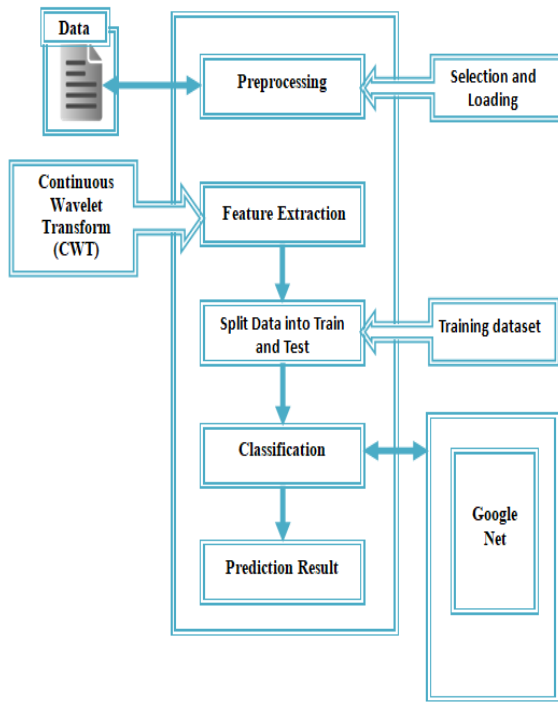 Data
Preprocessing
Selection and
Loading
Continuous
Wavelet
Transform
(CWT)
Feature Extraction
Split Data into Train
and Test
Training dataset
Classification
Google
Net
Prediction Result